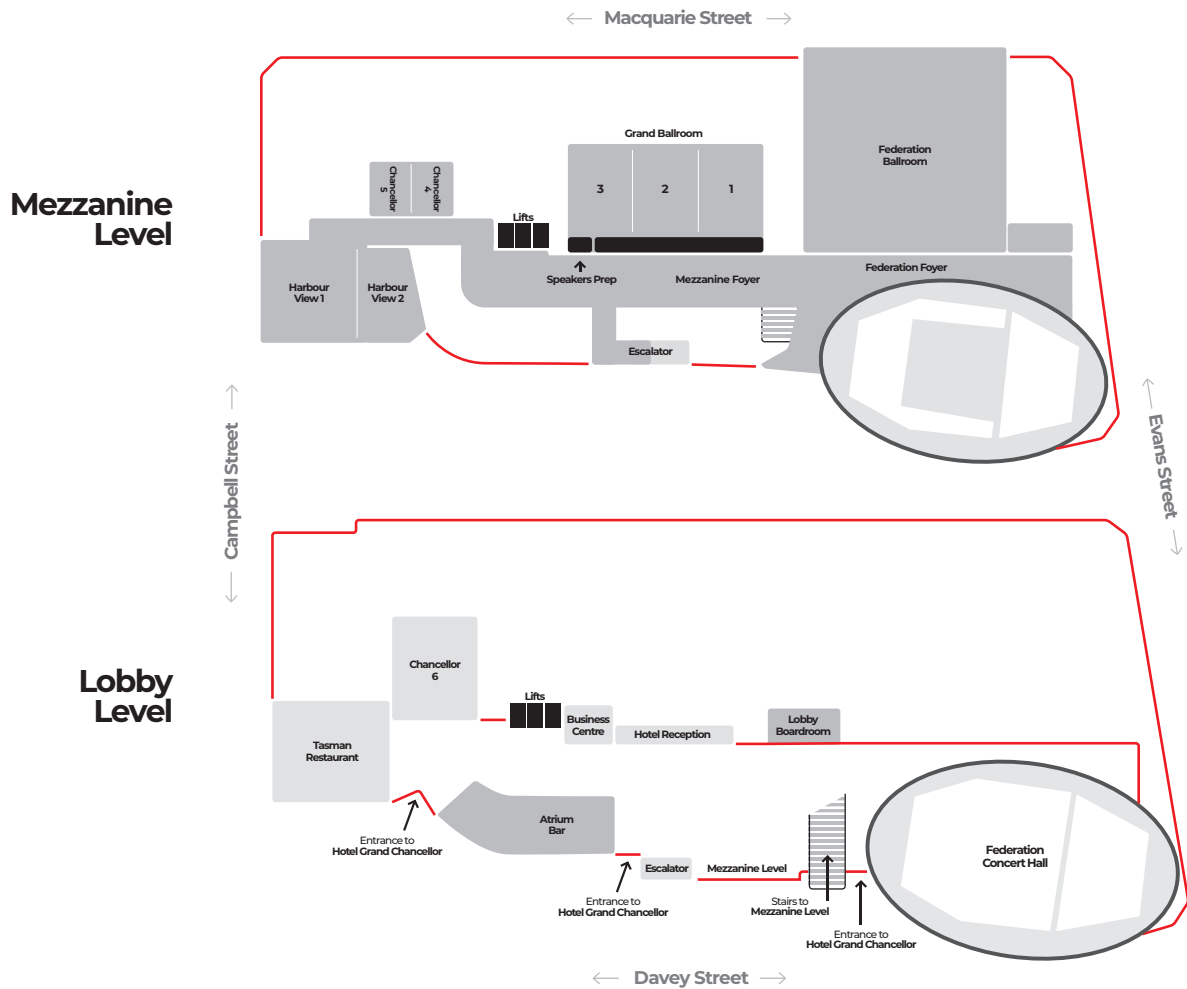 Macquarie Street
Mezzanine
Level
Grand Ballroom
3
2
1
Federation
Ballroom
Chancellor
5
Chancellor
4
Lifts
Harbour
View 1
Harbour
View 2
Speakers Prep
Mezzanine Foyer
Federation Foyer
Escalator
Campbell Street
Evans Street
Lobby
Level
Chancellor
6
Lifts
Business
Centre
Hotel Reception
Lobby
Boardroom
Tasman
Restaurant
Entrance to
Hotel Grand Chancellor
Atrium
Bar
Escalator
Mezzanine Level
Federation
Concert Hall
Entrance to
Hotel Grand Chancellor
Stairs to
Mezzanine Level
Entrance to
Hotel Grand Chancellor
Davey Street